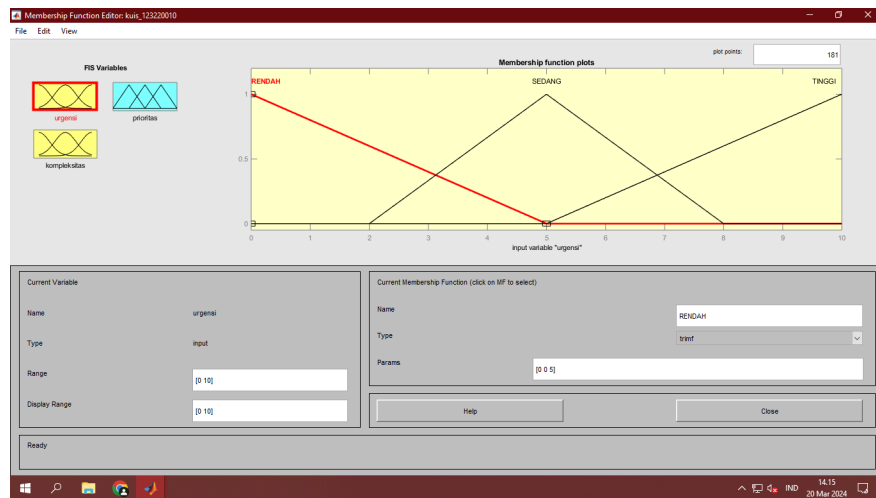 Membership Function Editor: kuis_123220010
File Edit View
FIS Variables
urgensi
prioritas
kompleksitas
plot points:
181
Membership function plots
RENDAH
SEDANG
TINGGI
1
0.5
0
0 1 2 3 4 5 6 7 8 9 10
input variable "urgensi"
Current Variable
Name urgensi
Type input
Range [0 10]
Display Range [0 10]
Current Membership Function (click on MF to select)
Name RENDAH
Type trimf
Params [0 0 5]
Help
Close
Ready
IND
14.15
20 Mar 2024